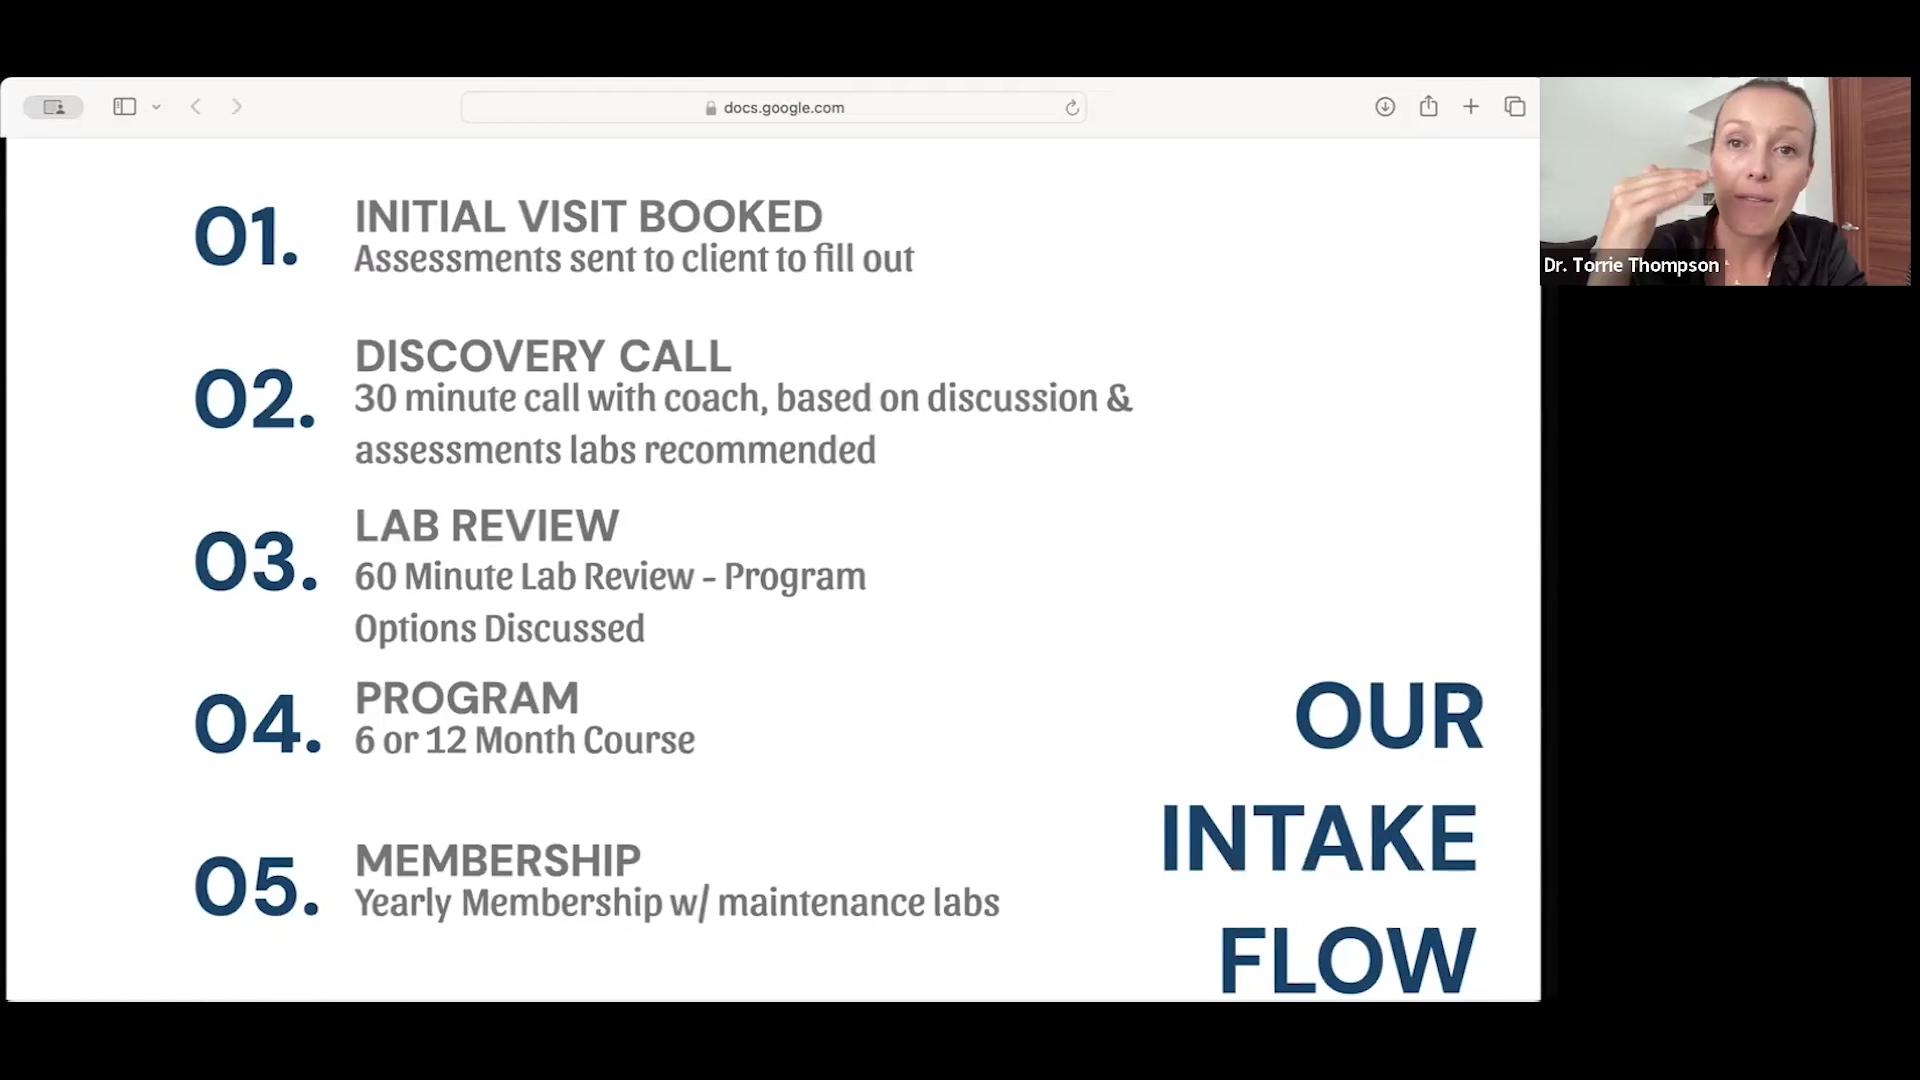 docs.google.com
01.
INITIAL VISIT BOOKED
Assessments sent to client to fill out
02.
DISCOVERY CALL
30 minute call with coach, based on discussion &
assessments labs recommended
03.
LAB REVIEW
60 Minute Lab Review - Program
Options Discussed
04.
PROGRAM
6 or 12 Month Course
05.
MEMBERSHIP
Yearly Membership w/ maintenance labs
OUR
INTAKE
FLOW
Dr. Torrie Thompson